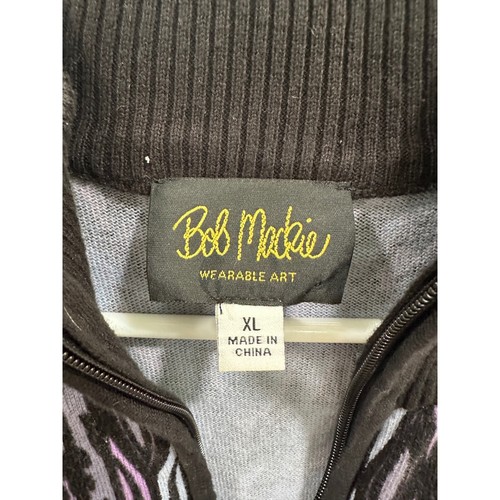 Bob Mackie
WEARABLE ART
XL
MADE IN
CHINA